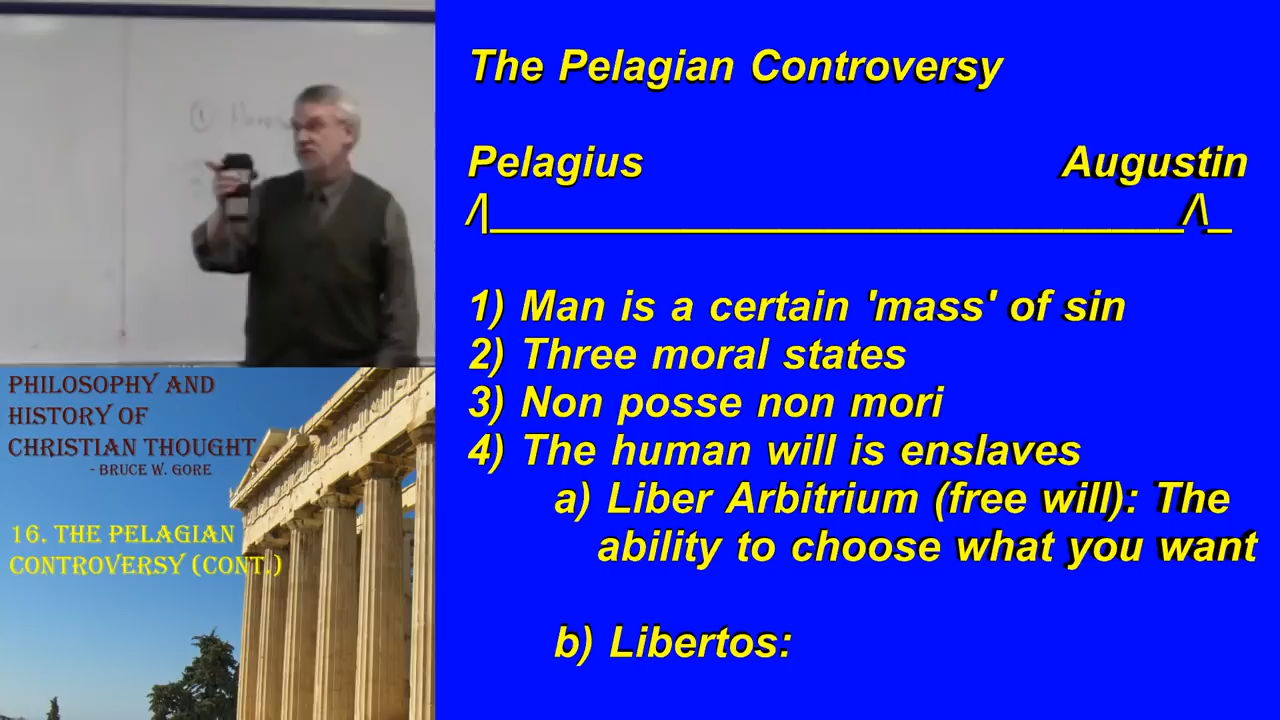 The Pelagian Controversy
Pelagius Augustin
/|______________________________/\_
1) Man is a certain 'mass' of sin
2) Three moral states
3) Non posse non mori
4) The human will is enslaves
a) Liber Arbitrium (free will): The
ability to choose what you want
b) Libertos:
PHILOSOPHY AND
HISTORY OF
CHRISTIAN THOUGHT
- BRUCE W. GORE
16. THE PELAGIAN
CONTROVERSY (CONT.)